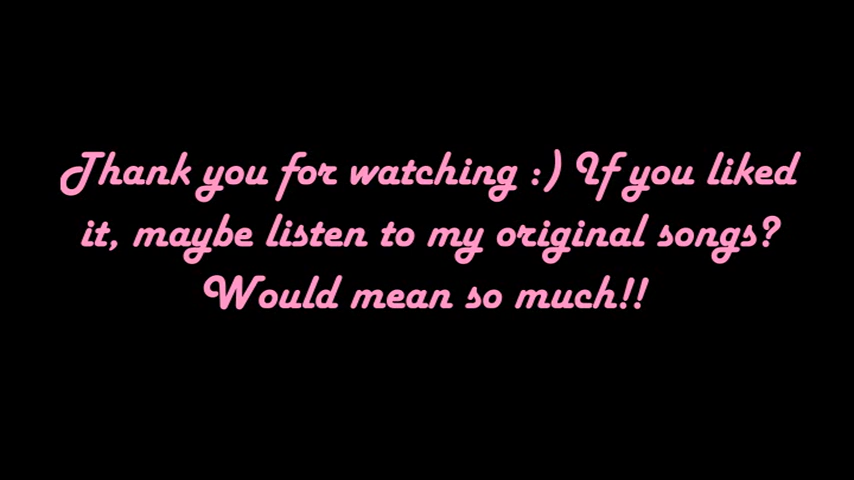 Thank you for watching :) If you liked
it, maybe listen to my original songs?
Would mean so much!!